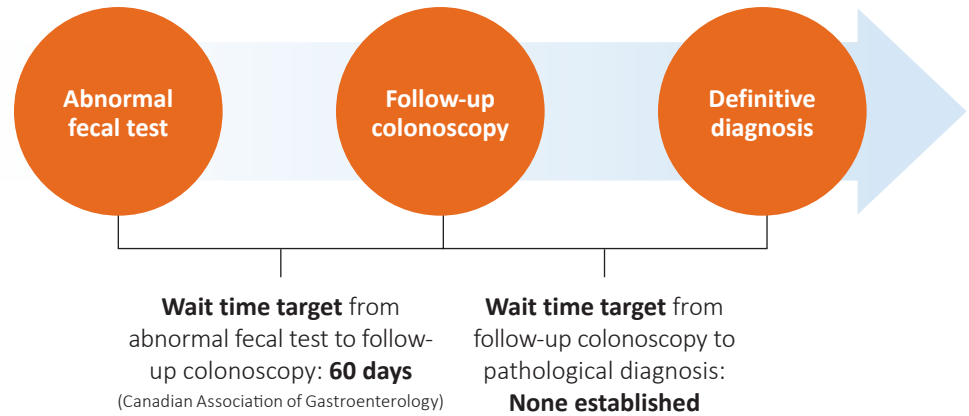 Abnormal
fecal test
Follow-up
colonoscopy
Definitive
diagnosis
Wait time target from
abnormal fecal test to follow-
up colonoscopy: 60 days
(Canadian Association of Gastroenterology)
Wait time target from
follow-up colonoscopy to
pathological diagnosis:
None established